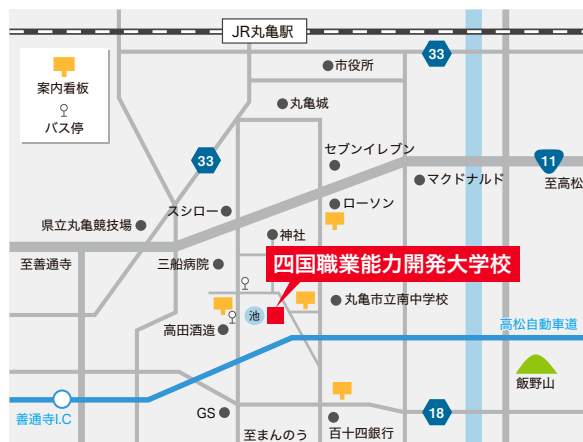 JR丸亀駅
33
案内看板
バス停
市役所
丸亀城
33
セブンイレブン
11
マクドナルド
至高松
スシロー
ローソン
県立丸亀競技場
神社
至善通寺
三船病院
四国職業能力開発大学校
池
丸亀市立南中学校
高田酒造
高松自動車道
飯野山
善通寺I.C
GS
18
至まんのう
百十四銀行